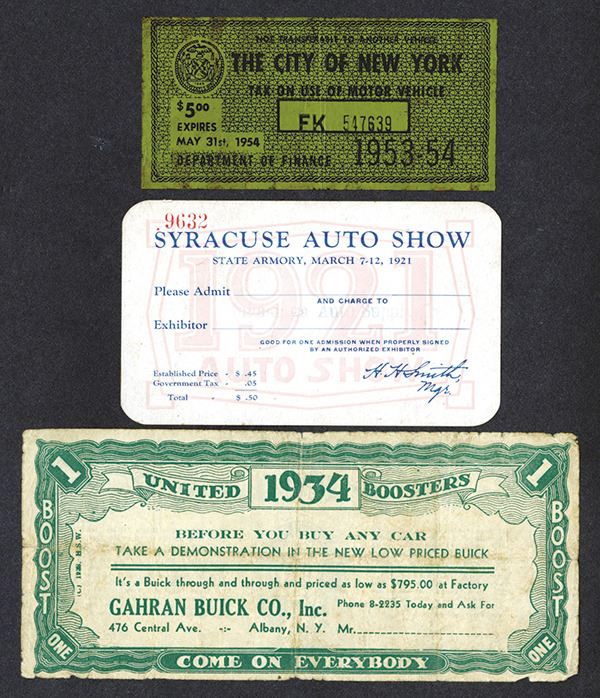 NOT TRANSFERABLE TO ANOTHER VEHICLE
THE CITY OF NEW YORK
TAX ON USE OF MOTOR VEHICLE
$5.00
EXPIRES
MAY 31st, 1954
FK 547639
DEPARTMENT OF FINANCE 1953-54
9632
SYRACUSE AUTO SHOW
STATE ARMORY, MARCH 7-12, 1921
1921
AUTO SHOW
Please Admit
AND CHARGE TO
Exhibitor
GOOD FOR ONE ADMISSION WHEN PROPERLY SIGNED
BY AN AUTHORIZED EXHIBITOR
Established Price - $ .45
Government Tax - .05
Total - $ .50
H. H. Smith,
Mgr.
1 UNITED 1934 BOOSTERS 1
BOOST
BOOST
BEFORE YOU BUY ANY CAR
TAKE A DEMONSTRATION IN THE NEW LOW PRICED BUICK
It's a Buick through and through and priced as low as $795.00 at Factory
GAHRAN BUICK CO., Inc. Phone 8-2235 Today and Ask For
476 Central Ave. -:- Albany, N. Y. Mr.
ONE
ONE
COME ON EVERYBODY